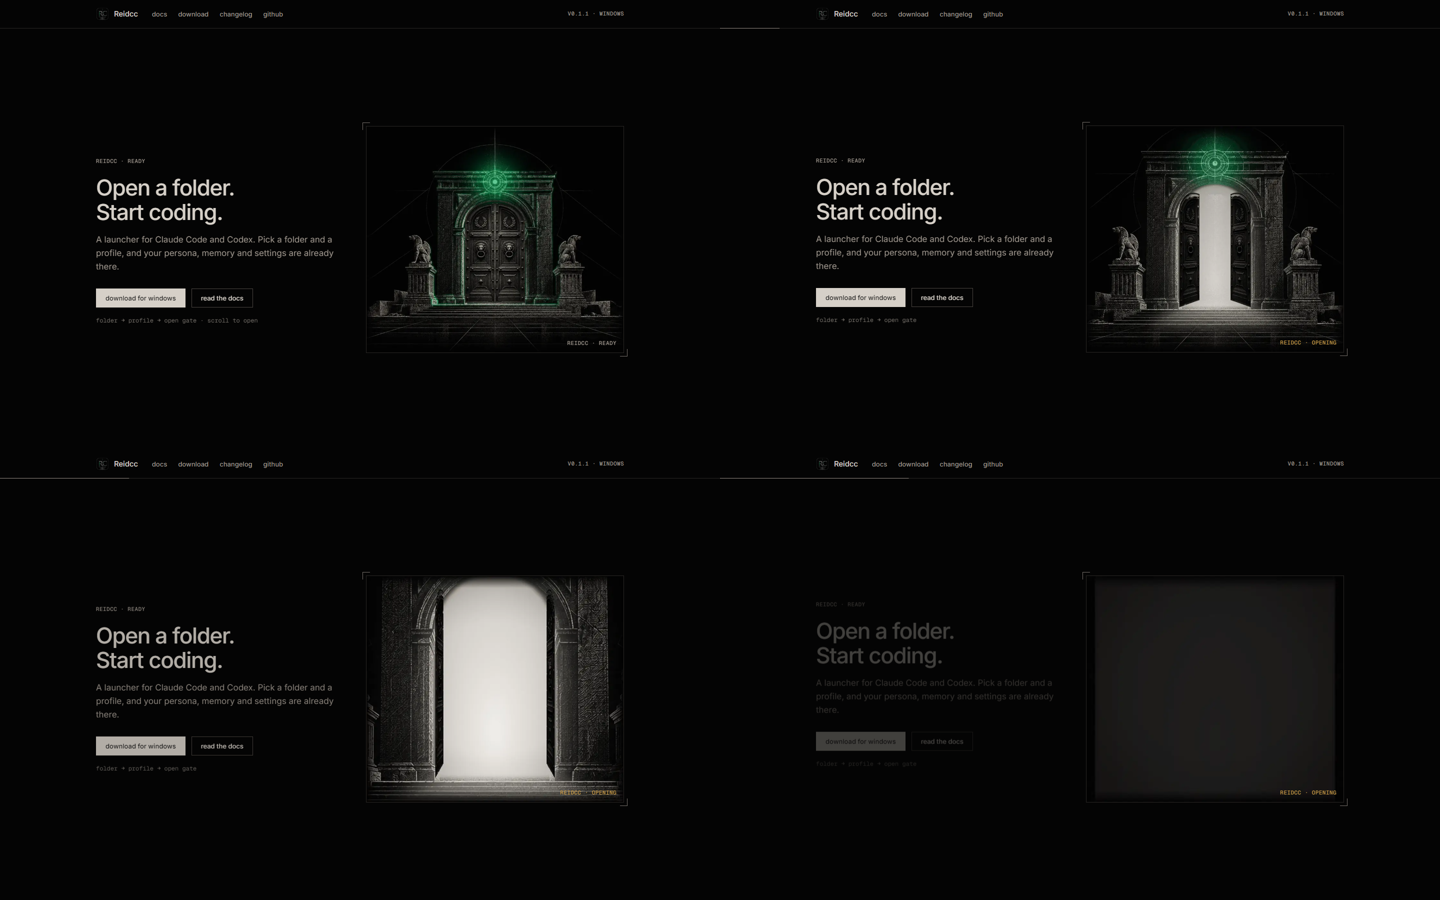 Reidcc docs download changelog github V0.1.1 · WINDOWS
REIDCC · READY
Open a folder.
Start coding.
A launcher for Claude Code and Codex. Pick a folder and a
profile, and your persona, memory and settings are already
there.
download for windows read the docs
folder → profile → open gate · scroll to open
REIDCC · READY
Reidcc docs download changelog github V0.1.1 · WINDOWS
REIDCC · READY
Open a folder.
Start coding.
A launcher for Claude Code and Codex. Pick a folder and a
profile, and your persona, memory and settings are already
there.
download for windows read the docs
folder → profile → open gate
REIDCC · OPENING
Reidcc docs download changelog github V0.1.1 · WINDOWS
REIDCC · READY
Open a folder.
Start coding.
A launcher for Claude Code and Codex. Pick a folder and a
profile, and your persona, memory and settings are already
there.
download for windows read the docs
folder → profile → open gate
REIDCC · OPENING
Reidcc docs download changelog github V0.1.1 · WINDOWS
REIDCC · READY
Open a folder.
Start coding.
A launcher for Claude Code and Codex. Pick a folder and a
profile, and your persona, memory and settings are already
there.
download for windows read the docs
folder → profile → open gate
REIDCC · OPENING